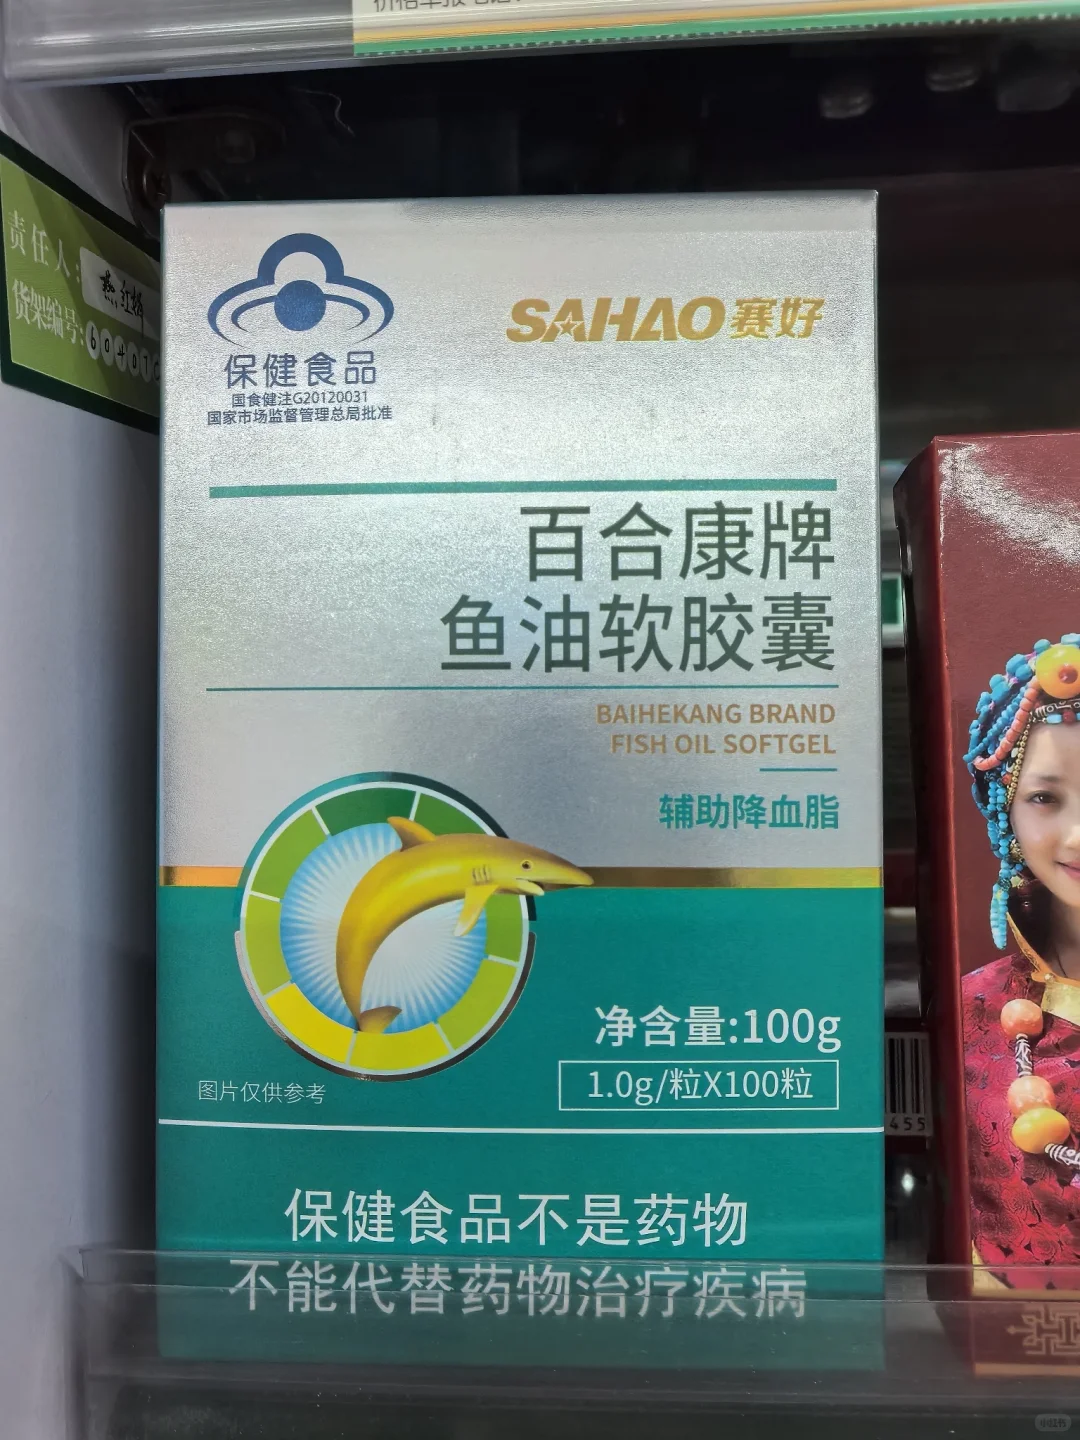 责任人:
货架编号:
保健食品
国食健注G20120031
国家市场监督管理总局批准
SAHAO赛好
百合康牌
鱼油软胶囊
BAIHEKANG BRAND
FISH OIL SOFTGEL
辅助降血脂
净含量:100g
1.0g/粒X100粒
图片仅供参考
保健食品不是药物
不能代替药物治疗疾病
455
小红书